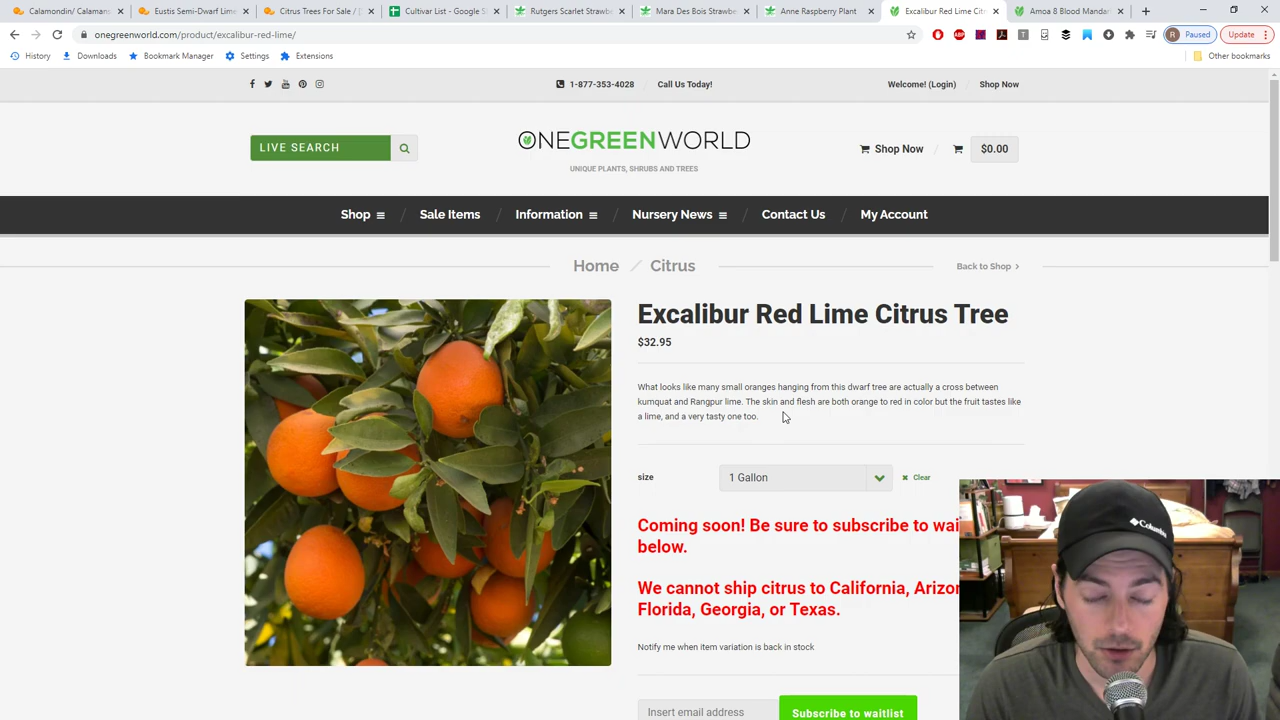 Calamondin/ Calaman
Eustis Semi-Dwarf Lime
Citrus Trees For Sale /
Cultivar List - Google S
Rutgers Scarlet Strawb
Mara Des Bois Strawbe
Anne Raspberry Plant
Excalibur Red Lime Citr
Amoa 8 Blood Mandar
onegreenworld.com/product/excalibur-red-lime/
Paused
Update
History
Downloads
Bookmark Manager
Settings
Extensions
Other bookmarks
1-877-353-4028
Call Us Today!
Welcome! (Login)
Shop Now
LIVE SEARCH
ONEGREENWORLD
UNIQUE PLANTS, SHRUBS AND TREES
Shop Now / $0.00
Shop / Sale Items / Information / Nursery News / Contact Us / My Account
Home / Citrus
Back to Shop
Excalibur Red Lime Citrus Tree
$32.95
What looks like many small oranges hanging from this dwarf tree are actually a cross between
kumquat and Rangpur lime. The skin and flesh are both orange to red in color but the fruit tastes like
a lime, and a very tasty one too.
size
1 Gallon
Clear
Coming soon! Be sure to subscribe to wai
below.
We cannot ship citrus to California, Arizon
Florida, Georgia, or Texas.
Notify me when item variation is back in stock
Insert email address
Subscribe to waitlist
Columbia